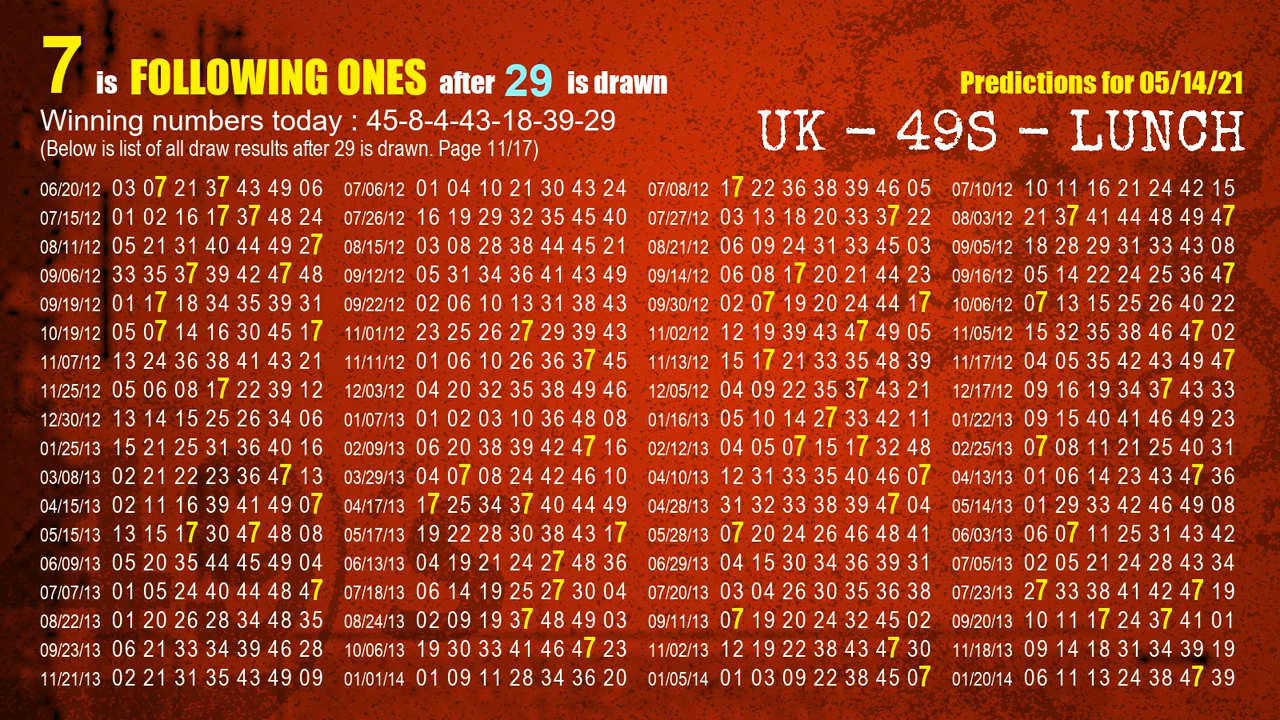 7 is FOLLOWING ONES after 29 is drawn
Predictions for 05/14/21
Winning numbers today : 45-8-4-43-18-39-29
UK - 49S - LUNCH
(Below is list of all draw results after 29 is drawn. Page 11/17)
06/20/12 03 07 21 37 43 49 06 07/06/12 01 04 10 21 30 43 24 07/08/12 17 22 36 38 39 46 05 07/10/12 10 11 16 21 24 42 15
07/15/12 01 02 16 17 37 48 24 07/26/12 16 19 29 32 35 45 40 07/27/12 03 13 18 20 33 37 22 08/03/12 21 37 41 44 48 49 47
08/11/12 05 21 31 40 44 49 27 08/15/12 03 08 28 38 44 45 21 08/21/12 06 09 24 31 33 45 03 09/05/12 18 28 29 31 33 43 08
09/06/12 33 35 37 39 42 47 48 09/12/12 05 31 34 36 41 43 49 09/14/12 06 08 17 20 21 44 23 09/16/12 05 14 22 24 25 36 47
09/19/12 01 17 18 34 35 39 31 09/22/12 02 06 10 13 31 38 43 09/30/12 02 07 19 20 24 44 17 10/06/12 07 13 15 25 26 40 22
10/19/12 05 07 14 16 30 45 17 11/01/12 23 25 26 27 29 39 43 11/02/12 12 19 39 43 47 49 05 11/05/12 15 32 35 38 46 47 02
11/07/12 13 24 36 38 41 43 21 11/11/12 01 06 10 26 36 37 45 11/13/12 15 17 21 33 35 48 39 11/17/12 04 05 35 42 43 49 47
11/25/12 05 06 08 17 22 39 12 12/03/12 04 20 32 35 38 49 46 12/05/12 04 09 22 35 37 43 21 12/17/12 09 16 19 34 37 43 33
12/30/12 13 14 15 25 26 34 06 01/07/13 01 02 03 10 36 48 08 01/16/13 05 10 14 27 33 42 11 01/22/13 09 15 40 41 46 49 23
01/25/13 15 21 25 31 36 40 16 02/09/13 06 20 38 39 42 47 16 02/12/13 04 05 07 15 17 32 48 02/25/13 07 08 11 21 25 40 31
03/08/13 02 21 22 23 36 47 13 03/29/13 04 07 08 24 42 46 10 04/10/13 12 31 33 35 40 46 07 04/13/13 01 06 14 23 43 47 36
04/15/13 02 11 16 39 41 49 07 04/17/13 17 25 34 37 40 44 49 04/28/13 31 32 33 38 39 47 04 05/14/13 01 29 33 42 46 49 08
05/15/13 13 15 17 30 47 48 08 05/17/13 19 22 28 30 38 43 17 05/28/13 07 20 24 26 46 48 41 06/03/13 06 07 11 25 31 43 42
06/09/13 05 20 35 44 45 49 04 06/13/13 04 19 21 24 27 48 36 06/29/13 04 15 30 34 36 39 31 07/05/13 02 05 21 24 28 43 34
07/07/13 01 05 24 40 44 48 47 07/18/13 06 14 19 25 27 30 04 07/20/13 03 04 26 30 35 36 38 07/23/13 27 33 38 41 42 47 19
08/22/13 01 20 26 28 34 48 35 08/24/13 02 09 19 37 48 49 03 09/11/13 07 19 20 24 32 45 02 09/20/13 10 11 17 24 37 41 01
09/23/13 06 21 33 34 39 46 28 10/06/13 19 30 33 41 46 47 23 11/02/13 12 19 38 43 44 47 30 11/18/13 09 14 18 31 34 39 19
11/21/13 02 21 31 35 43 49 09 01/01/14 01 09 11 28 34 36 20 01/05/14 01 03 09 22 38 45 07 01/20/14 06 11 13 24 38 47 39